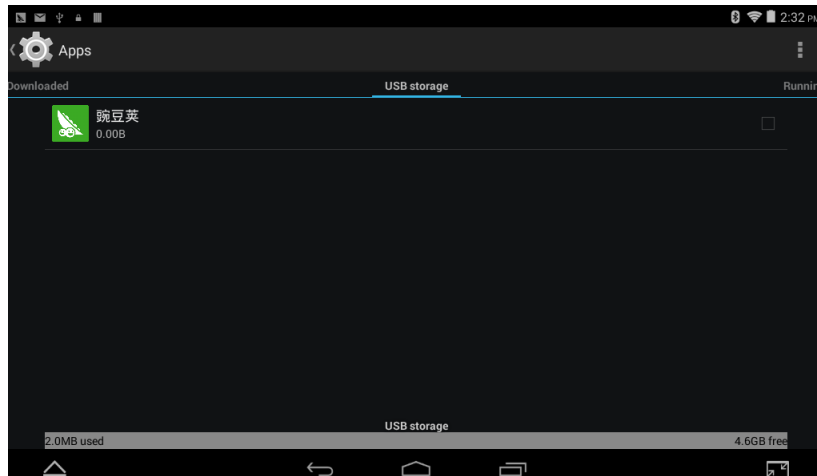 2:32 PM
Apps
Downloaded USB storage Runnin
豌豆荚
0.00B
USB storage
2.0MB used 4.6GB free